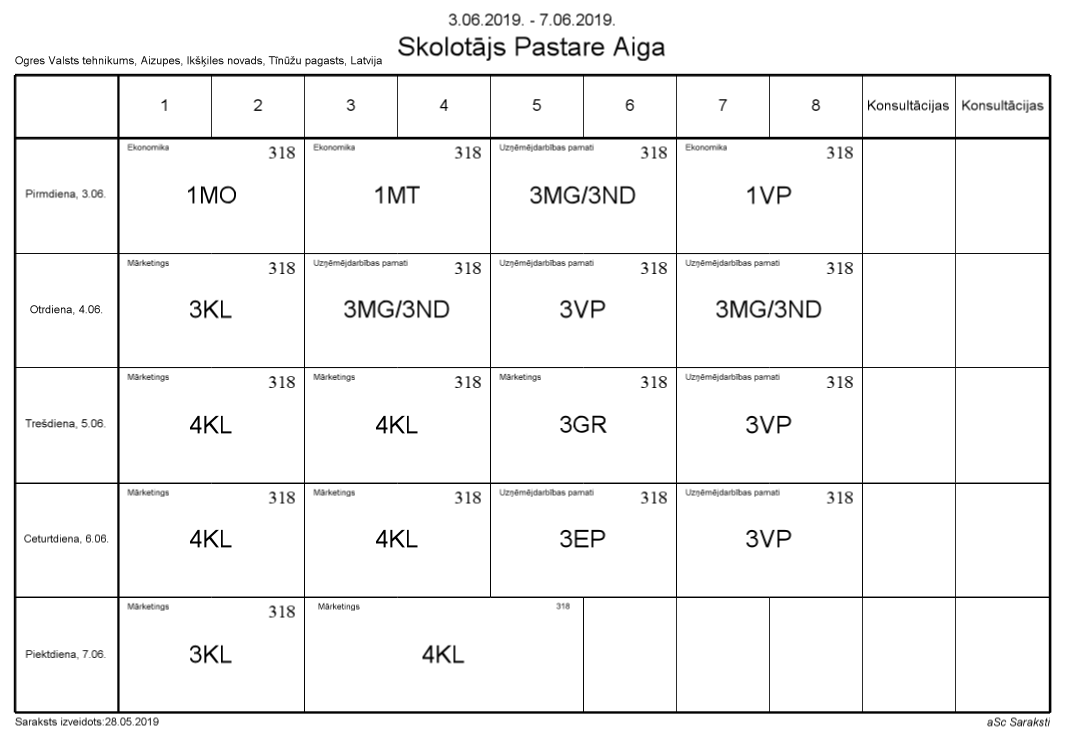 3.06.2019. - 7.06.2019.
Skolotājs Pastare Aiga
Ogres Valsts tehnikums, Aizupes, Ikšķiles novads, Tīnūžu pagasts, Latvija
1 2 3 4 5 6 7 8 Konsultācijas Konsultācijas
Ekonomika 318 Ekonomika 318 Uzņēmējdarbības pamati 318 Ekonomika 318
Pirmdiena, 3.06. 1MO 1MT 3MG/3ND 1VP
Mārketings 318 Uzņēmējdarbības pamati 318 Uzņēmējdarbības pamati 318 Uzņēmējdarbības pamati 318
Otrdiena, 4.06. 3KL 3MG/3ND 3VP 3MG/3ND
Mārketings 318 Mārketings 318 Mārketings 318 Uzņēmējdarbības pamati 318
Trešdiena, 5.06. 4KL 4KL 3GR 3VP
Mārketings 318 Mārketings 318 Uzņēmējdarbības pamati 318 Uzņēmējdarbības pamati 318
Ceturtdiena, 6.06. 4KL 4KL 3EP 3VP
Mārketings 318 Mārketings 318
Piektdiena, 7.06. 3KL 4KL
Saraksts izveidots:28.05.2019 aSc Saraksti